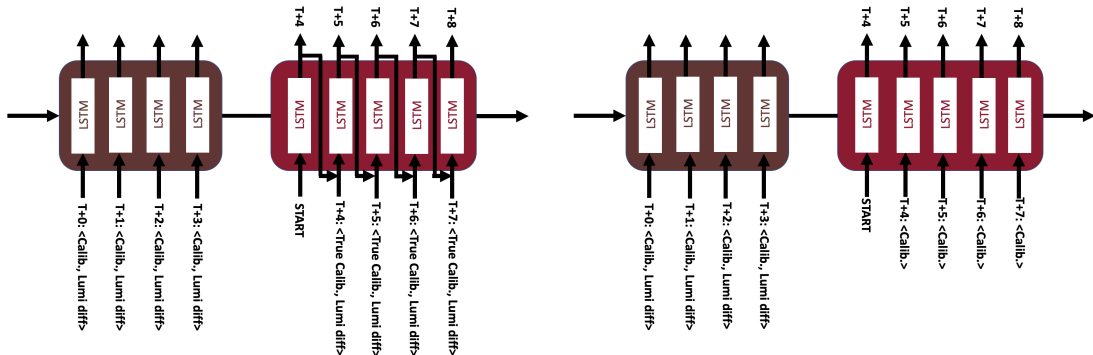 T+4
T+5
T+6
T+7
T+8
LSTM
LSTM
LSTM
LSTM
LSTM
LSTM
LSTM
LSTM
LSTM
T+0: <Calib., Lumi diff>
T+1: <Calib., Lumi diff>
T+2: <Calib., Lumi diff>
T+3: <Calib., Lumi diff>
START
T+4: <True Calib., Lumi diff>
T+5: <True Calib., Lumi diff>
T+6: <True Calib., Lumi diff>
T+7: <True Calib., Lumi diff>
T+4
T+5
T+6
T+7
T+8
LSTM
LSTM
LSTM
LSTM
LSTM
LSTM
LSTM
LSTM
LSTM
T+0: <Calib., Lumi diff>
T+1: <Calib., Lumi diff>
T+2: <Calib., Lumi diff>
T+3: <Calib., Lumi diff>
START
T+4: <Calib.>
T+5: <Calib.>
T+6: <Calib.>
T+7: <Calib.>